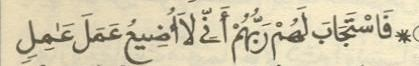 * فَاسْتَجَابَ لَهُمْ رَبُّهُمْ أَنِّي لَا أُضِيعُ عَمَلَ عَٰمِلٍ